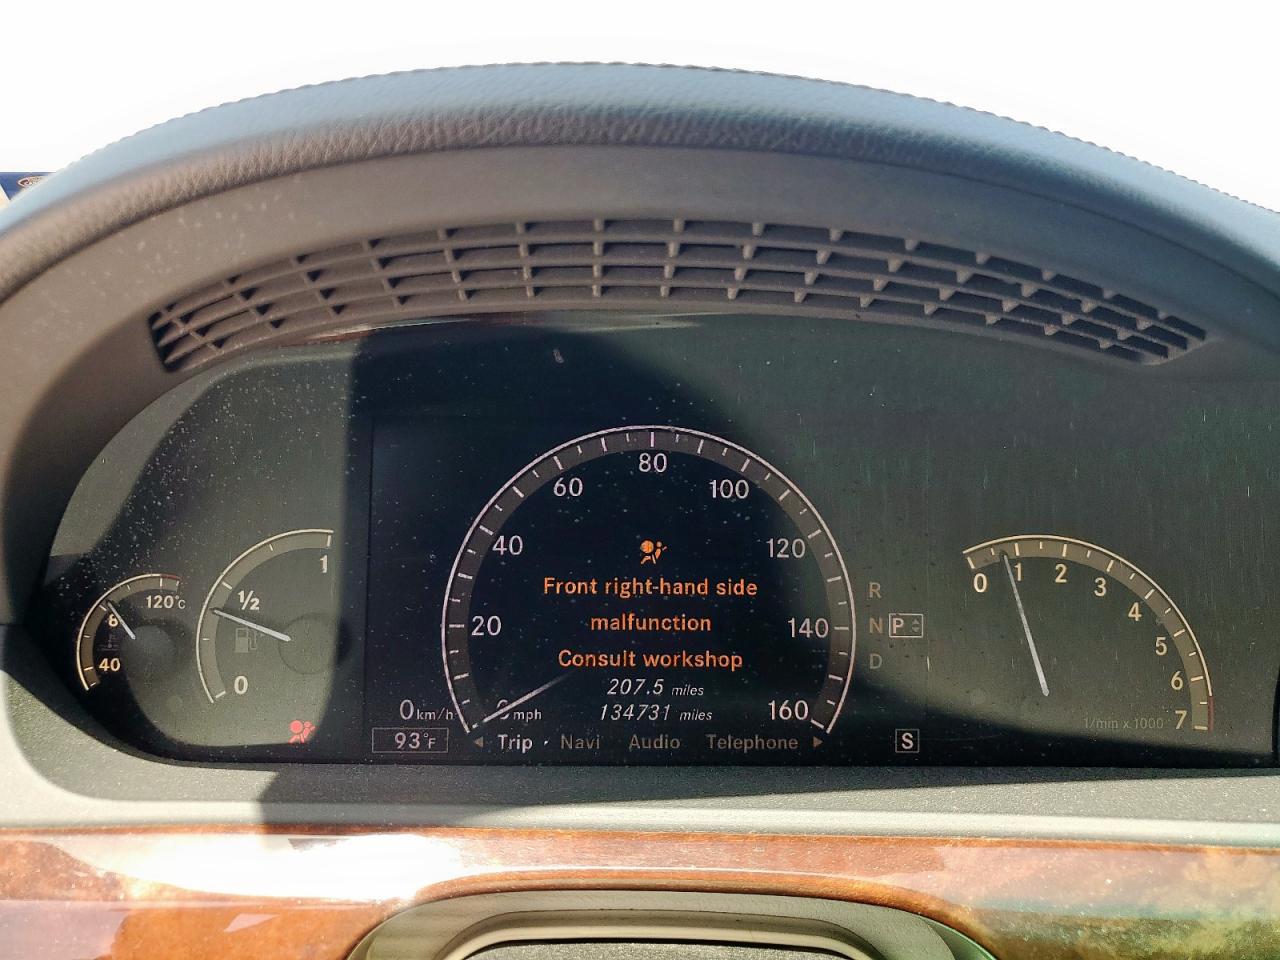 80
60
100
40
120
Front right-hand side
1
½
120°C
malfunction
20
140
8
40
Consult workshop
0
207.5 miles
134731 miles
160
0 km/h
0 mph
93°F
Trip · Navi Audio Telephone
R
N P
D
S
0 1 2 3
4
5
6
7
1/min x 1000